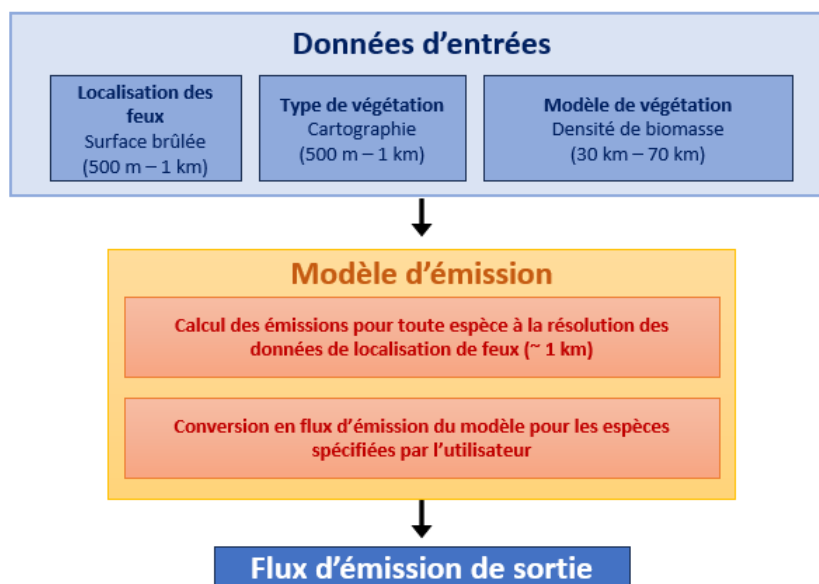 Données d'entrées
Localisation des
feux
Surface brûlée
(500 m – 1 km)
Type de végétation
Cartographie
(500 m – 1 km)
Modèle de végétation
Densité de biomasse
(30 km – 70 km)
Modèle d'émission
Calcul des émissions pour toute espèce à la résolution des
données de localisation de feux (~ 1 km)
Conversion en flux d'émission du modèle pour les espèces
spécifiées par l'utilisateur
Flux d'émission de sortie